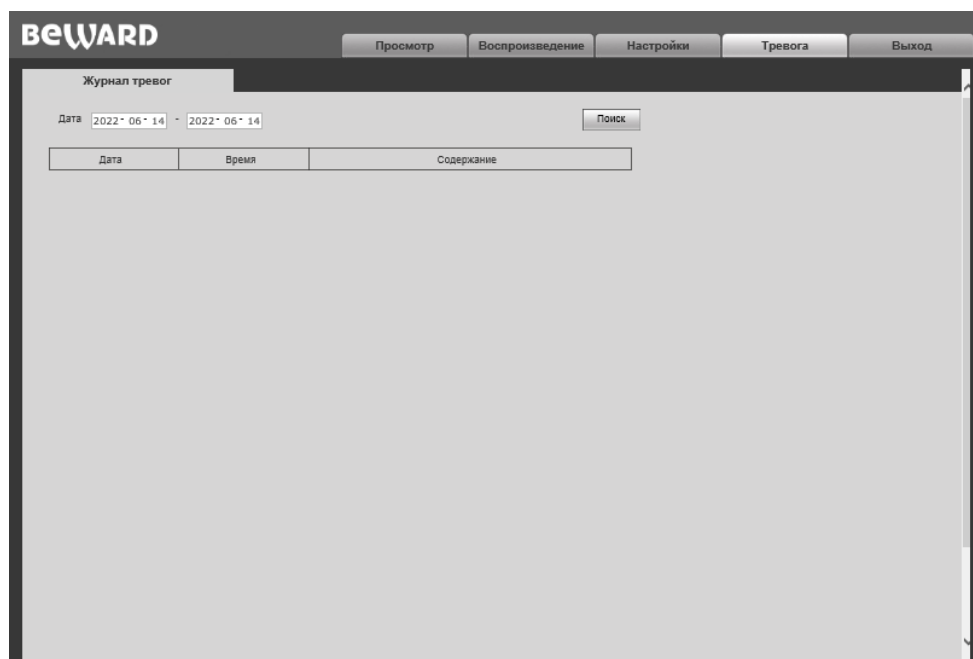 BEWARD
Просмотр Воспроизведение Настройки Тревога Выход
Журнал тревог
Дата 2022- 06- 14 - 2022- 06- 14 Поиск
Дата Время Содержание